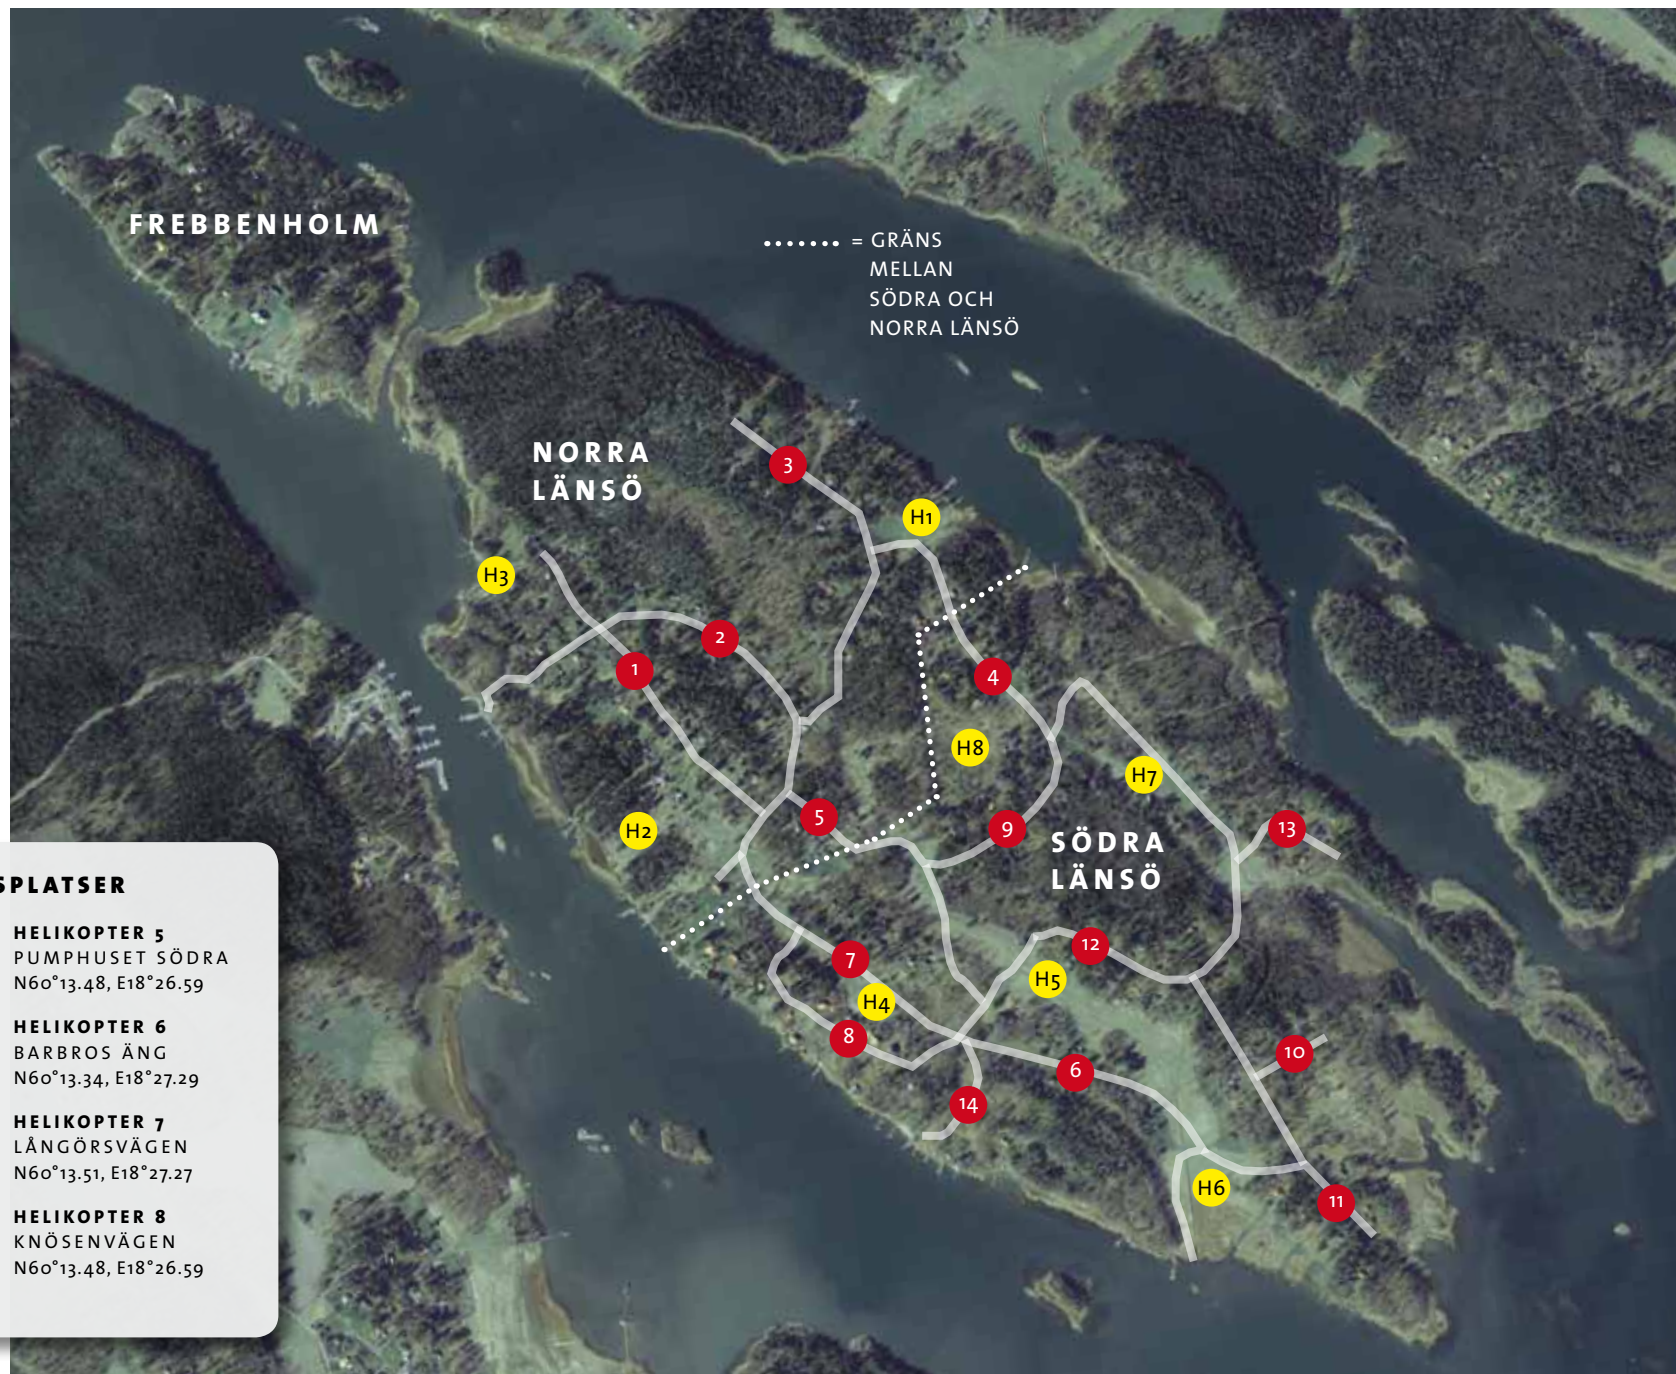 FREBBENHOLM
= GRÄNS
MELLAN
SÖDRA OCH
NORRA LÄNSÖ
NORRA
LÄNSÖ
3
H1
H3
2
1
4
H8
H7
H2
5
9
13
SÖDRA
LÄNSÖ
12
7
H5
H4
8
10
6
14
H6
11
SPLATSER
HELIKOPTER 5
PUMPHUSET SÖDRA
N60°13.48, E18°26.59
HELIKOPTER 6
BARBROS ÄNG
N60°13.34, E18°27.29
HELIKOPTER 7
LÅNGÖRSVÄGEN
N60°13.51, E18°27.27
HELIKOPTER 8
KNÖSENVÄGEN
N60°13.48, E18°26.59